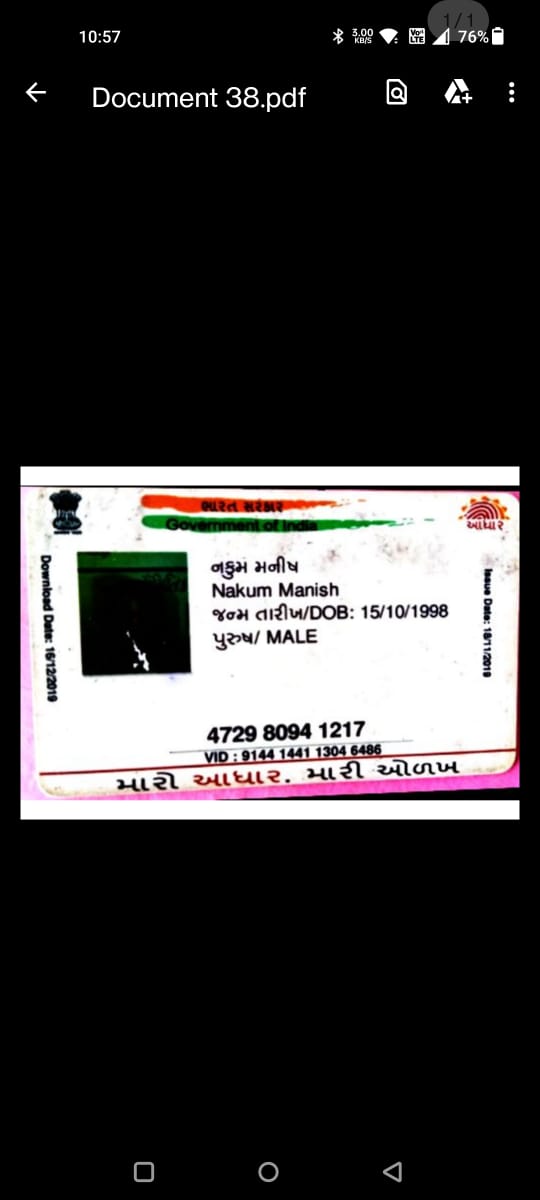 10:57
3.00 KB/S
Vo LTE
1/1
76%
Document 38.pdf
ભારત સરકાર
Government of India
આધાર
Download Date: 16/12/2019
નકુમ મનીષ
Nakum Manish
જન્મ તારીખ/DOB: 15/10/1998
પુરુષ/ MALE
Issue Date: 18/11/2019
4729 8094 1217
VID : 9144 1441 1304 6486
મારો આધાર. મારી ઓળખ